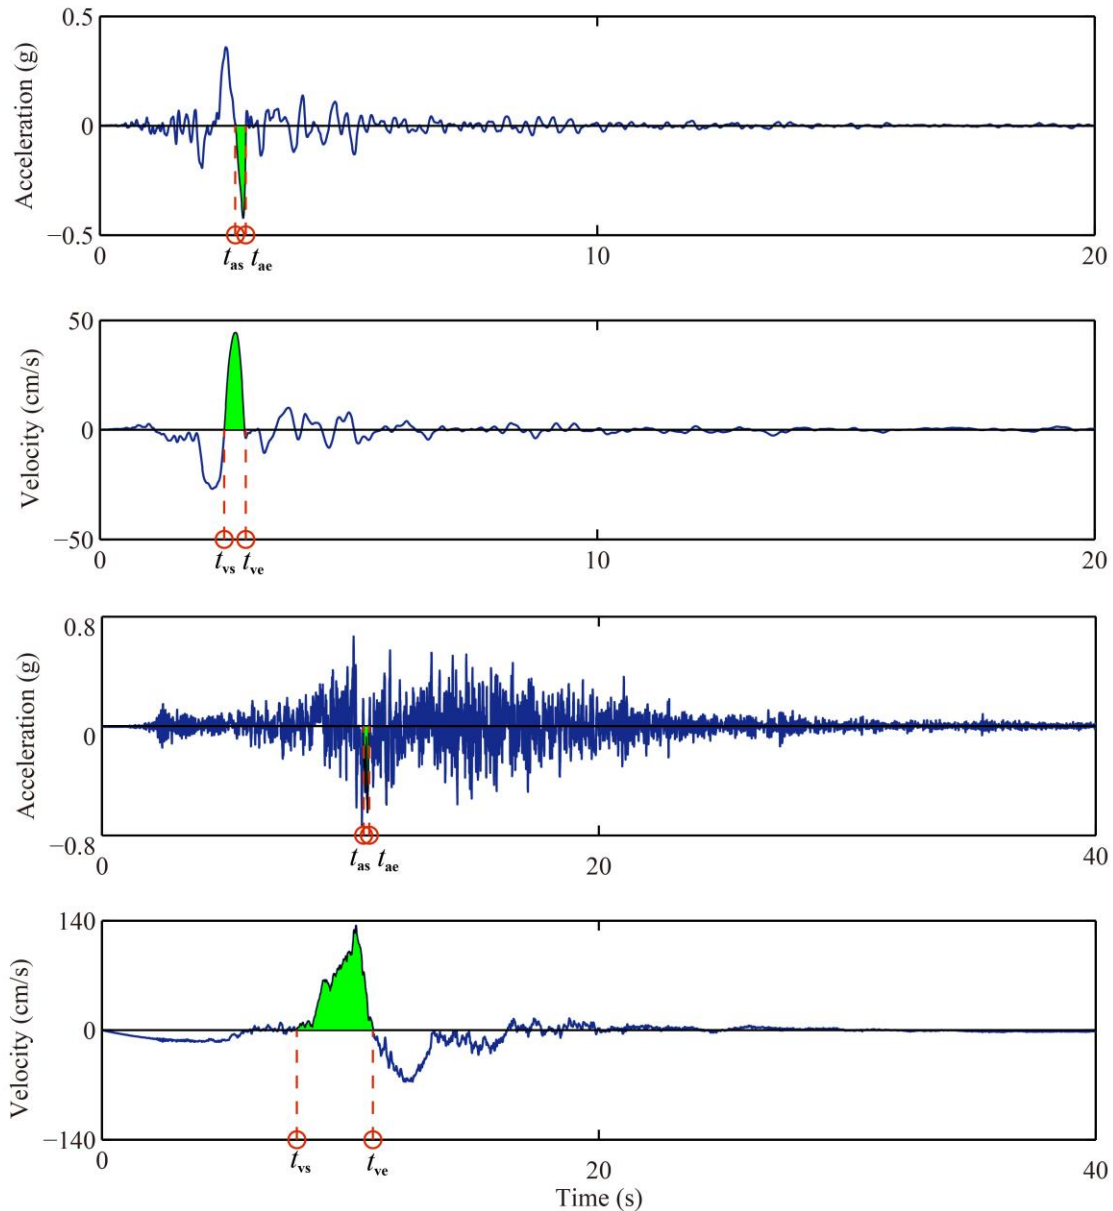 0.5
Acceleration (g)
0
−0.5
0
10
20
tas
tae
50
Velocity (cm/s)
0
−50
0
10
20
tvs
tve
0.8
Acceleration (g)
0
−0.8
0
20
40
tas
tae
140
Velocity (cm/s)
0
−140
0
20
40
tvs
tve
Time (s)